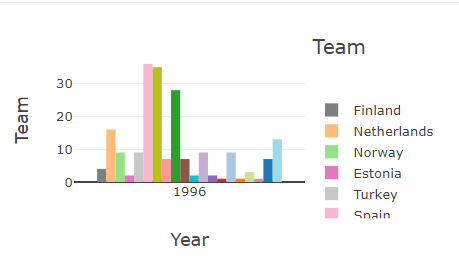 Team
Team
30
20
10
0
1996
Year
Finland
Netherlands
Norway
Estonia
Turkey
Spain